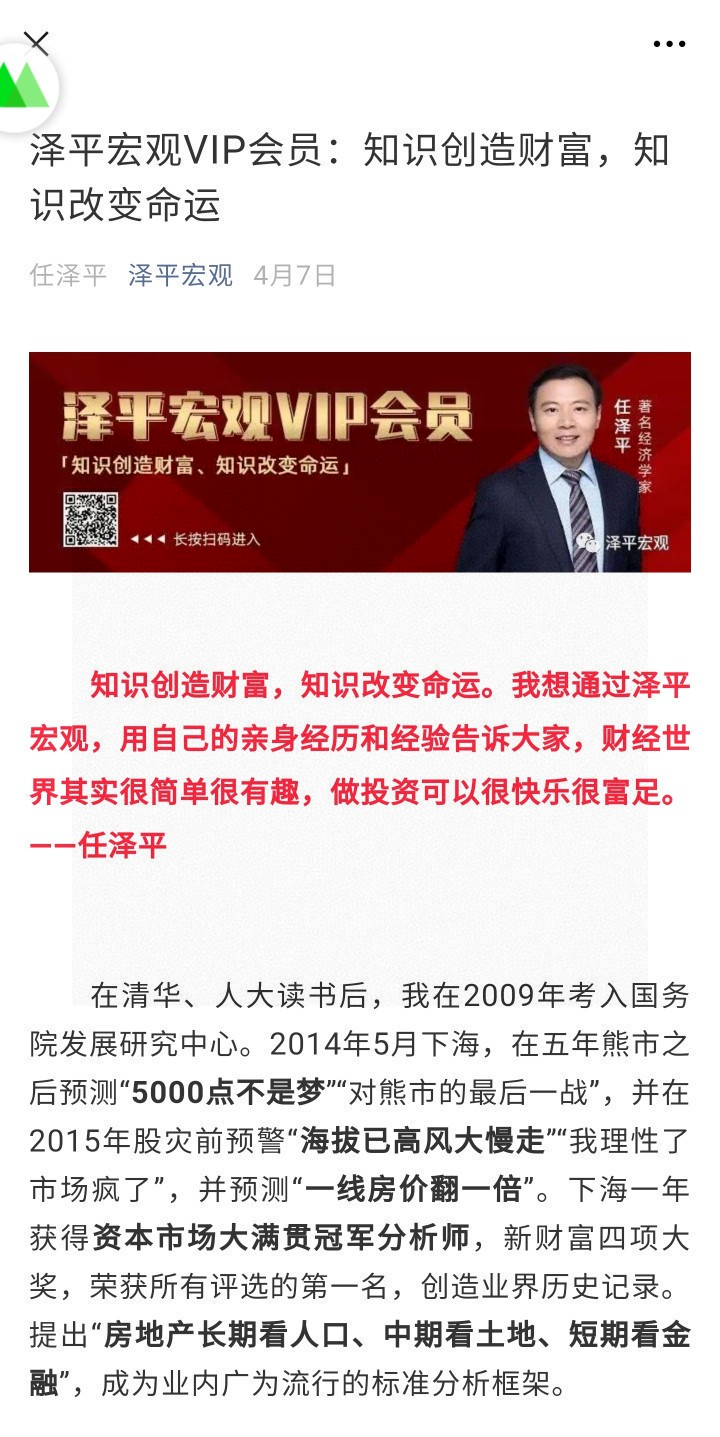 泽平宏观VIP会员：知识创造财富，知
识改变命运
任泽平 泽平宏观 4月7日
泽平宏观VIP会员
「知识创造财富、知识改变命运」
长按扫码进入
任泽平
著名经济学家
泽平宏观
知识创造财富，知识改变命运。我想通过泽平
宏观，用自己的亲身经历和经验告诉大家，财经世
界其实很简单很有趣，做投资可以很快乐很富足。
——任泽平
在清华、人大读书后，我在2009年考入国务
院发展研究中心。2014年5月下海，在五年熊市之
后预测“5000点不是梦”“对熊市的最后一战”，并在
2015年股灾前预警“海拔已高风大慢走”“我理性了
市场疯了”，并预测“一线房价翻一倍”。下海一年
获得资本市场大满贯冠军分析师，新财富四项大
奖，荣获所有评选的第一名，创造业界历史记录。
提出“房地产长期看人口、中期看土地、短期看金
融”，成为业内广为流行的标准分析框架。